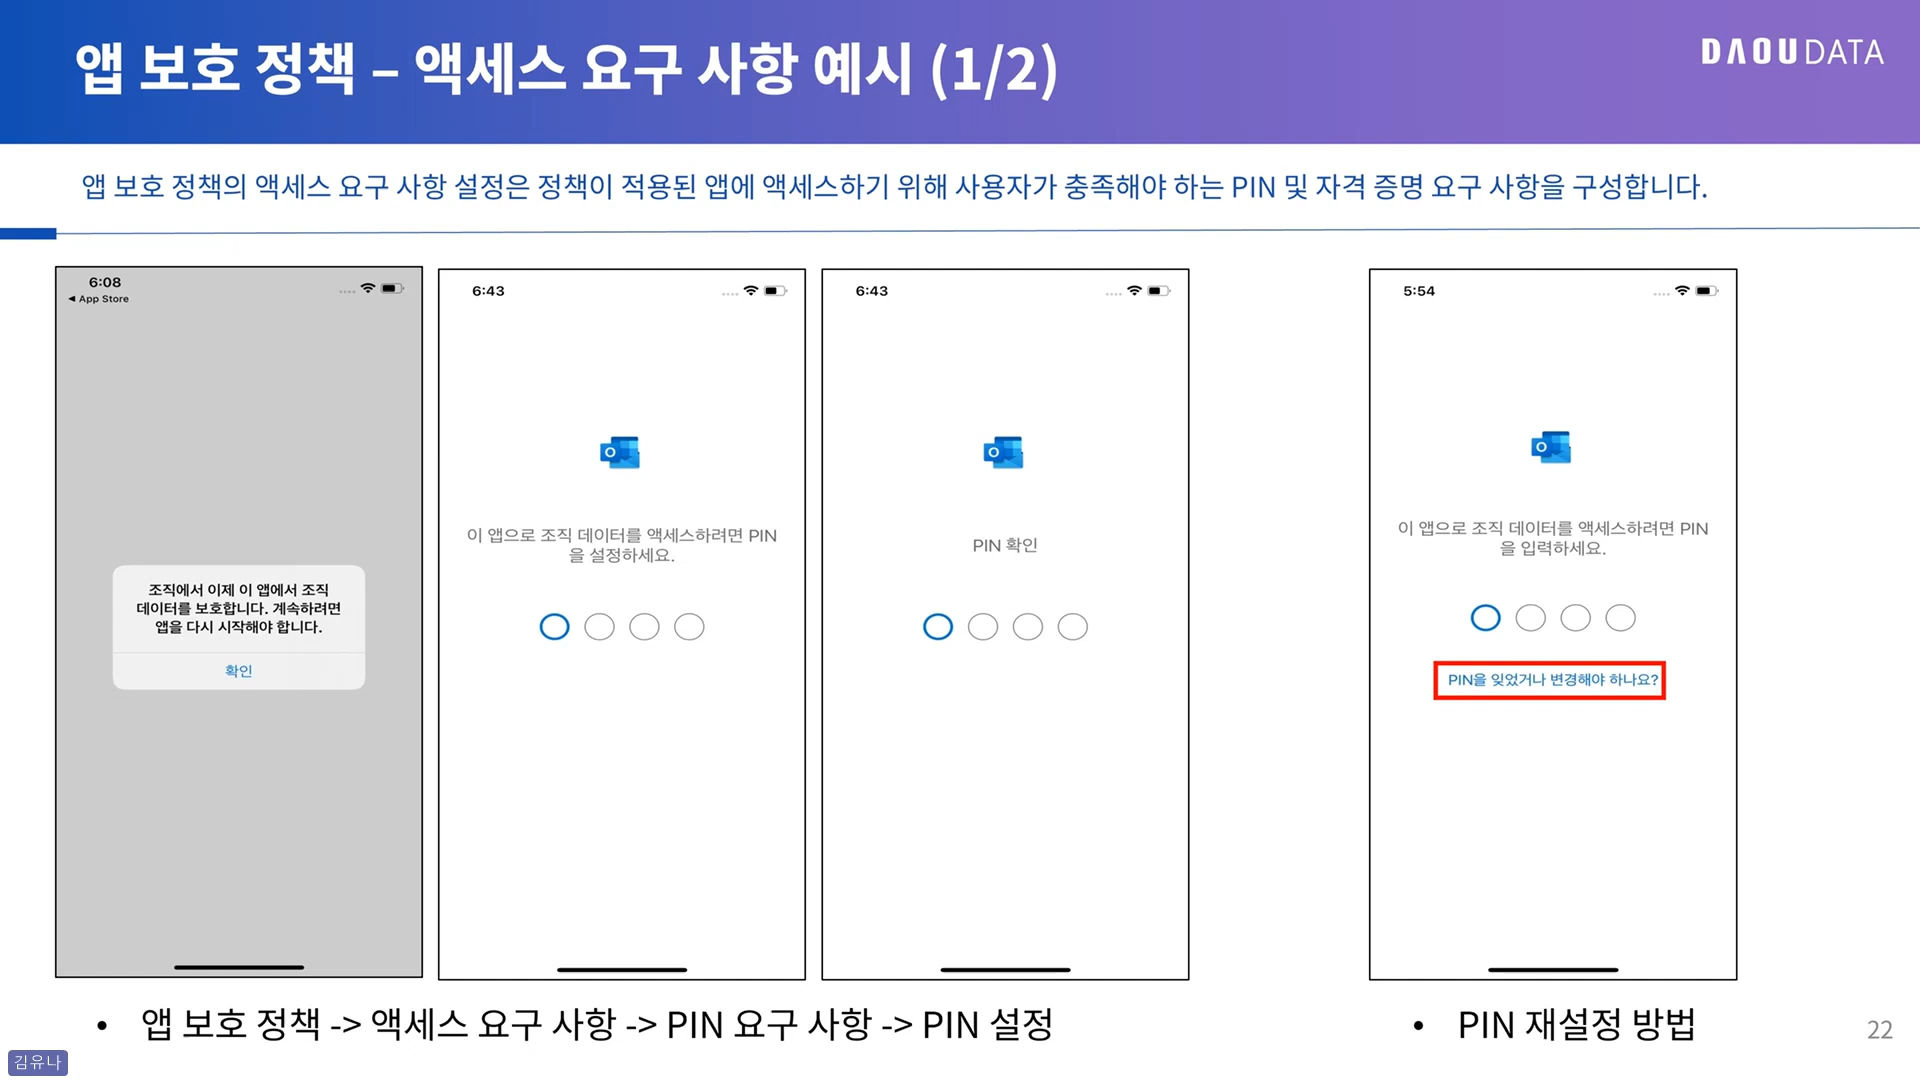 앱 보호 정책 – 액세스 요구 사항 예시 (1/2)
DAOUDATA
앱 보호 정책의 액세스 요구 사항 설정은 정책이 적용된 앱에 액세스하기 위해 사용자가 충족해야 하는 PIN 및 자격 증명 요구 사항을 구성합니다.
6:08
◀ App Store
조직에서 이제 이 앱에서 조직
데이터를 보호합니다. 계속하려면
앱을 다시 시작해야 합니다.
확인
6:43
이 앱으로 조직 데이터를 액세스하려면 PIN
을 설정하세요.
6:43
PIN 확인
5:54
이 앱으로 조직 데이터를 액세스하려면 PIN
을 입력하세요.
PIN을 잊었거나 변경해야 하나요?
• 앱 보호 정책 -> 액세스 요구 사항 -> PIN 요구 사항 -> PIN 설정
• PIN 재설정 방법
22
김유나